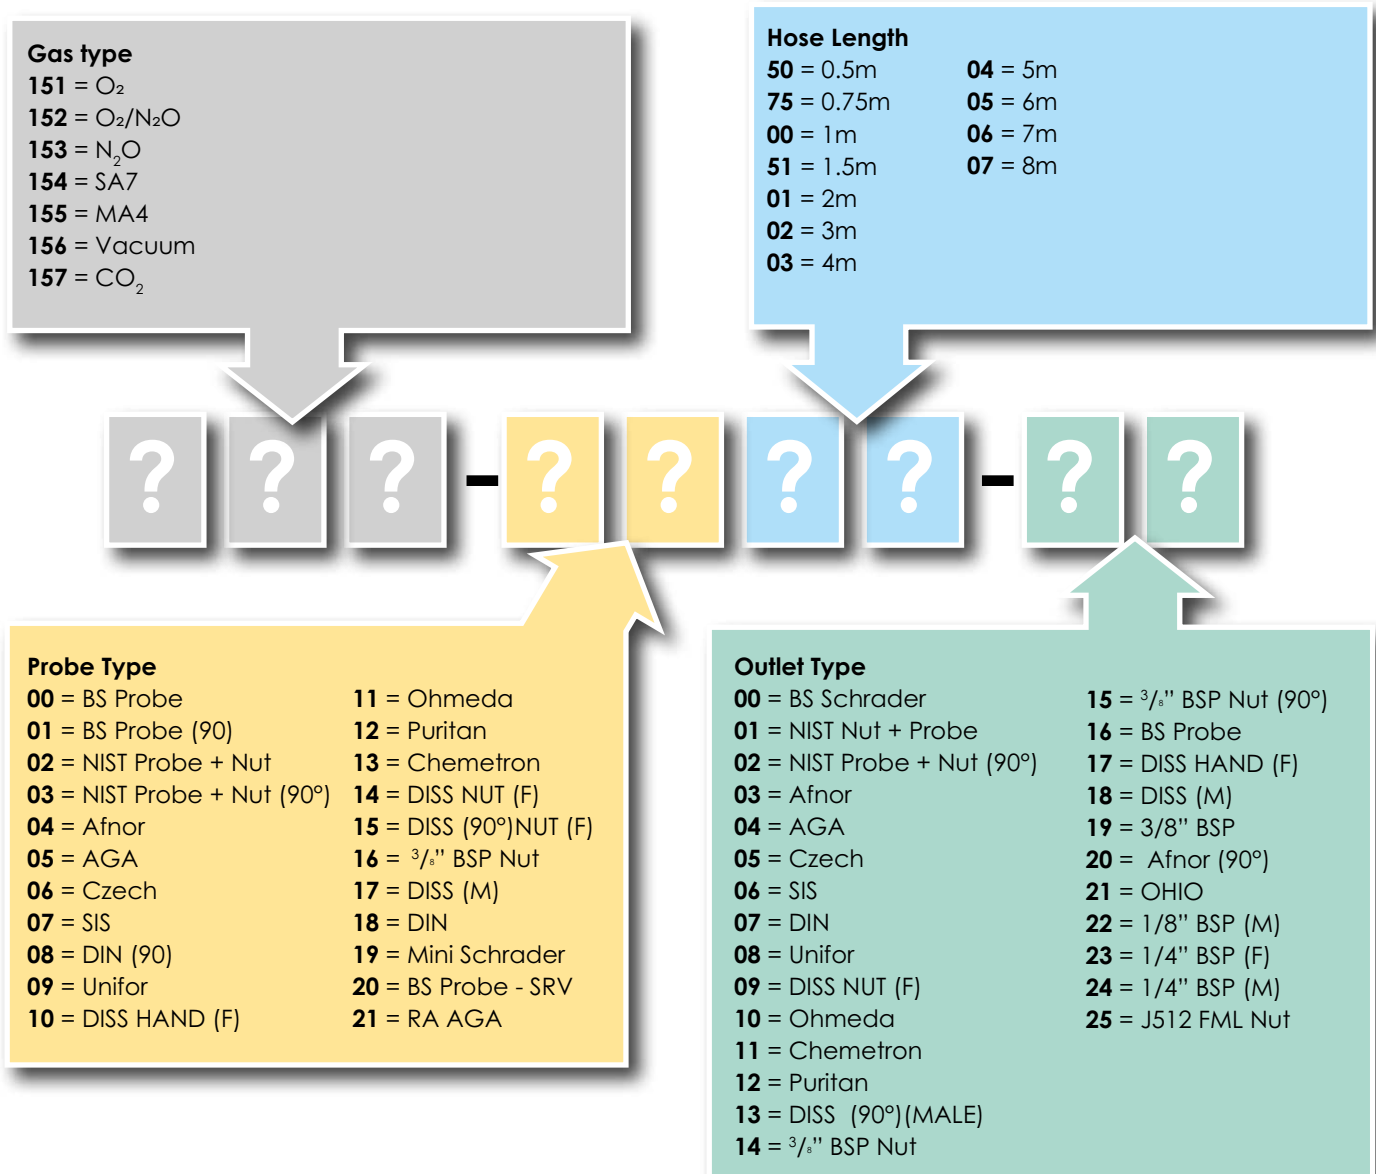 Gas type
151 = O₂
152 = O₂/N₂O
153 = N₂O
154 = SA7
155 = MA4
156 = Vacuum
157 = CO₂
Hose Length
50 = 0.5m
75 = 0.75m
00 = 1m
51 = 1.5m
01 = 2m
02 = 3m
03 = 4m
04 = 5m
05 = 6m
06 = 7m
07 = 8m
? ? ? - ? ? ? ? - ? ?
Probe Type
00 = BS Probe
01 = BS Probe (90)
02 = NIST Probe + Nut
03 = NIST Probe + Nut (90°)
04 = Afnor
05 = AGA
06 = Czech
07 = SIS
08 = DIN (90)
09 = Unifor
10 = DISS HAND (F)
11 = Ohmeda
12 = Puritan
13 = Chemetron
14 = DISS NUT (F)
15 = DISS (90°)NUT (F)
16 = ³/₈” BSP Nut
17 = DISS (M)
18 = DIN
19 = Mini Schrader
20 = BS Probe - SRV
21 = RA AGA
Outlet Type
00 = BS Schrader
01 = NIST Nut + Probe
02 = NIST Probe + Nut (90°)
03 = Afnor
04 = AGA
05 = Czech
06 = SIS
07 = DIN
08 = Unifor
09 = DISS NUT (F)
10 = Ohmeda
11 = Chemetron
12 = Puritan
13 = DISS (90°)(MALE)
14 = ³/₈” BSP Nut
15 = ³/₈” BSP Nut (90°)
16 = BS Probe
17 = DISS HAND (F)
18 = DISS (M)
19 = 3/8” BSP
20 = Afnor (90°)
21 = OHIO
22 = 1/8” BSP (M)
23 = 1/4” BSP (F)
24 = 1/4” BSP (M)
25 = J512 FML Nut